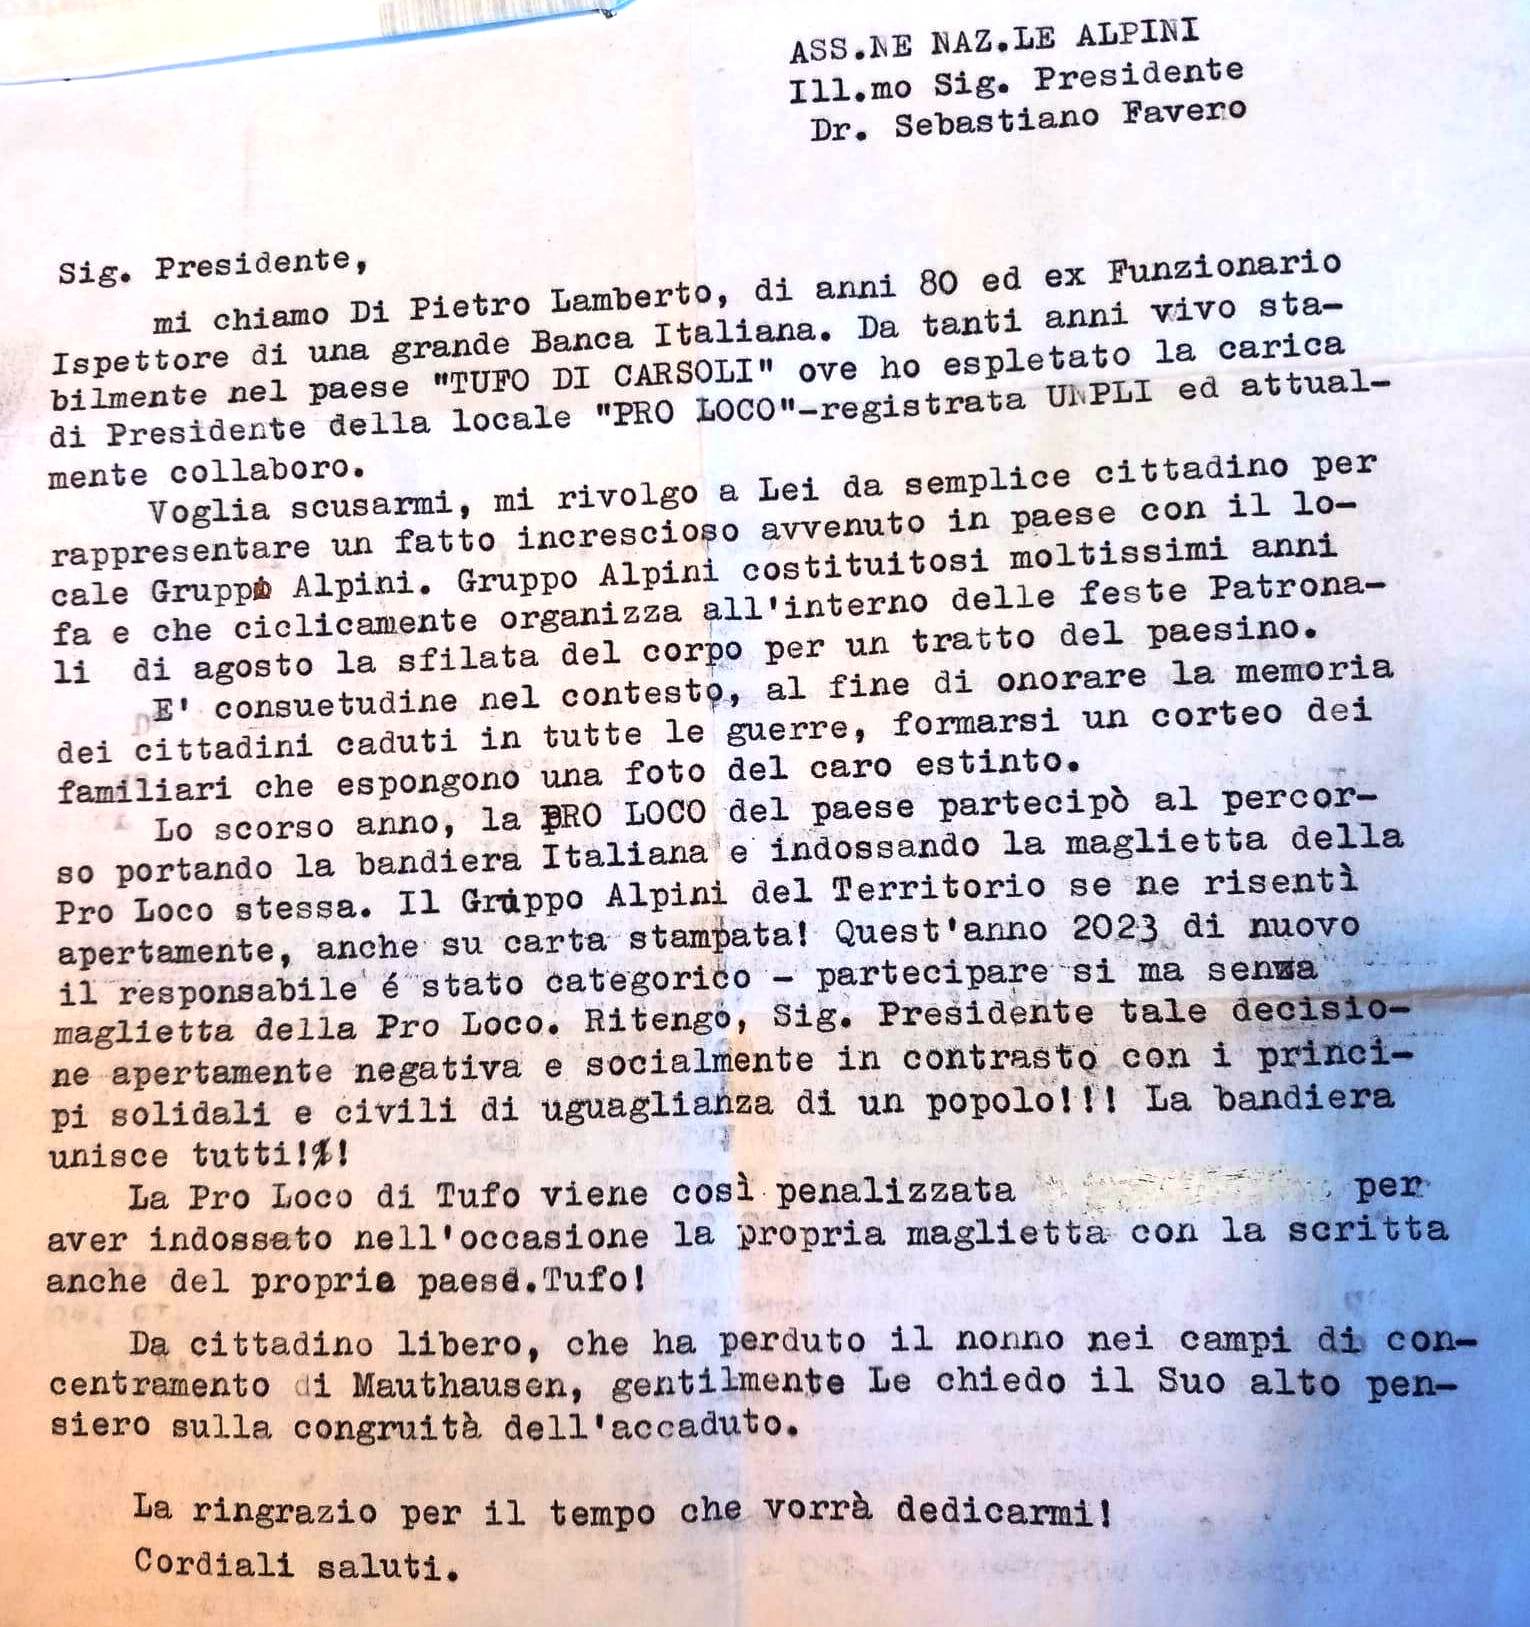 ASS.NE NAZ.LE ALPINI
Ill.mo Sig. Presidente
Dr. Sebastiano Favero
Sig. Presidente,
mi chiamo Di Pietro Lamberto, di anni 80 ed ex Funzionario
Ispettore di una grande Banca Italiana. Da tanti anni vivo sta-
bilmente nel paese "TUFO DI CARSOLI" ove ho espletato la carica
di Presidente della locale "PRO LOCO"-registrata UNPLI ed attual-
mente collaboro.
Voglia scusarmi, mi rivolgo a Lei da semplice cittadino per
rappresentare un fatto increscioso avvenuto in paese con il lo-
cale Gruppo Alpini. Gruppo Alpini costituitosi moltissimi anni
fa e che ciclicamente organizza all'interno delle feste Patrona-
li di agosto la sfilata del corpo per un tratto del paesino.
E' consuetudine nel contesto, al fine di onorare la memoria
dei cittadini caduti in tutte le guerre, formarsi un corteo dei
familiari che espongono una foto del caro estinto.
Lo scorso anno, la PRO LOCO del paese partecipò al percor-
so portando la bandiera Italiana e indossando la maglietta della
Pro Loco stessa. Il Gruppo Alpini del Territorio se ne risentì
apertamente, anche su carta stampata! Quest'anno 2023 di nuovo
il responsabile é stato categorico - partecipare si ma senza
maglietta della Pro Loco. Ritengo, Sig. Presidente tale decisio-
ne apertamente negativa e socialmente in contrasto con i princi-
pi solidali e civili di uguaglianza di un popolo!!! La bandiera
unisce tutti!%!
La Pro Loco di Tufo viene così penalizzata per
aver indossato nell'occasione la propria maglietta con la scritta
anche del proprie paese.Tufo!
Da cittadino libero, che ha perduto il nonno nei campi di con-
centramento di Mauthausen, gentilmente Le chiedo il Suo alto pen-
siero sulla congruità dell'accaduto.
La ringrazio per il tempo che vorrà dedicarmi!
Cordiali saluti.